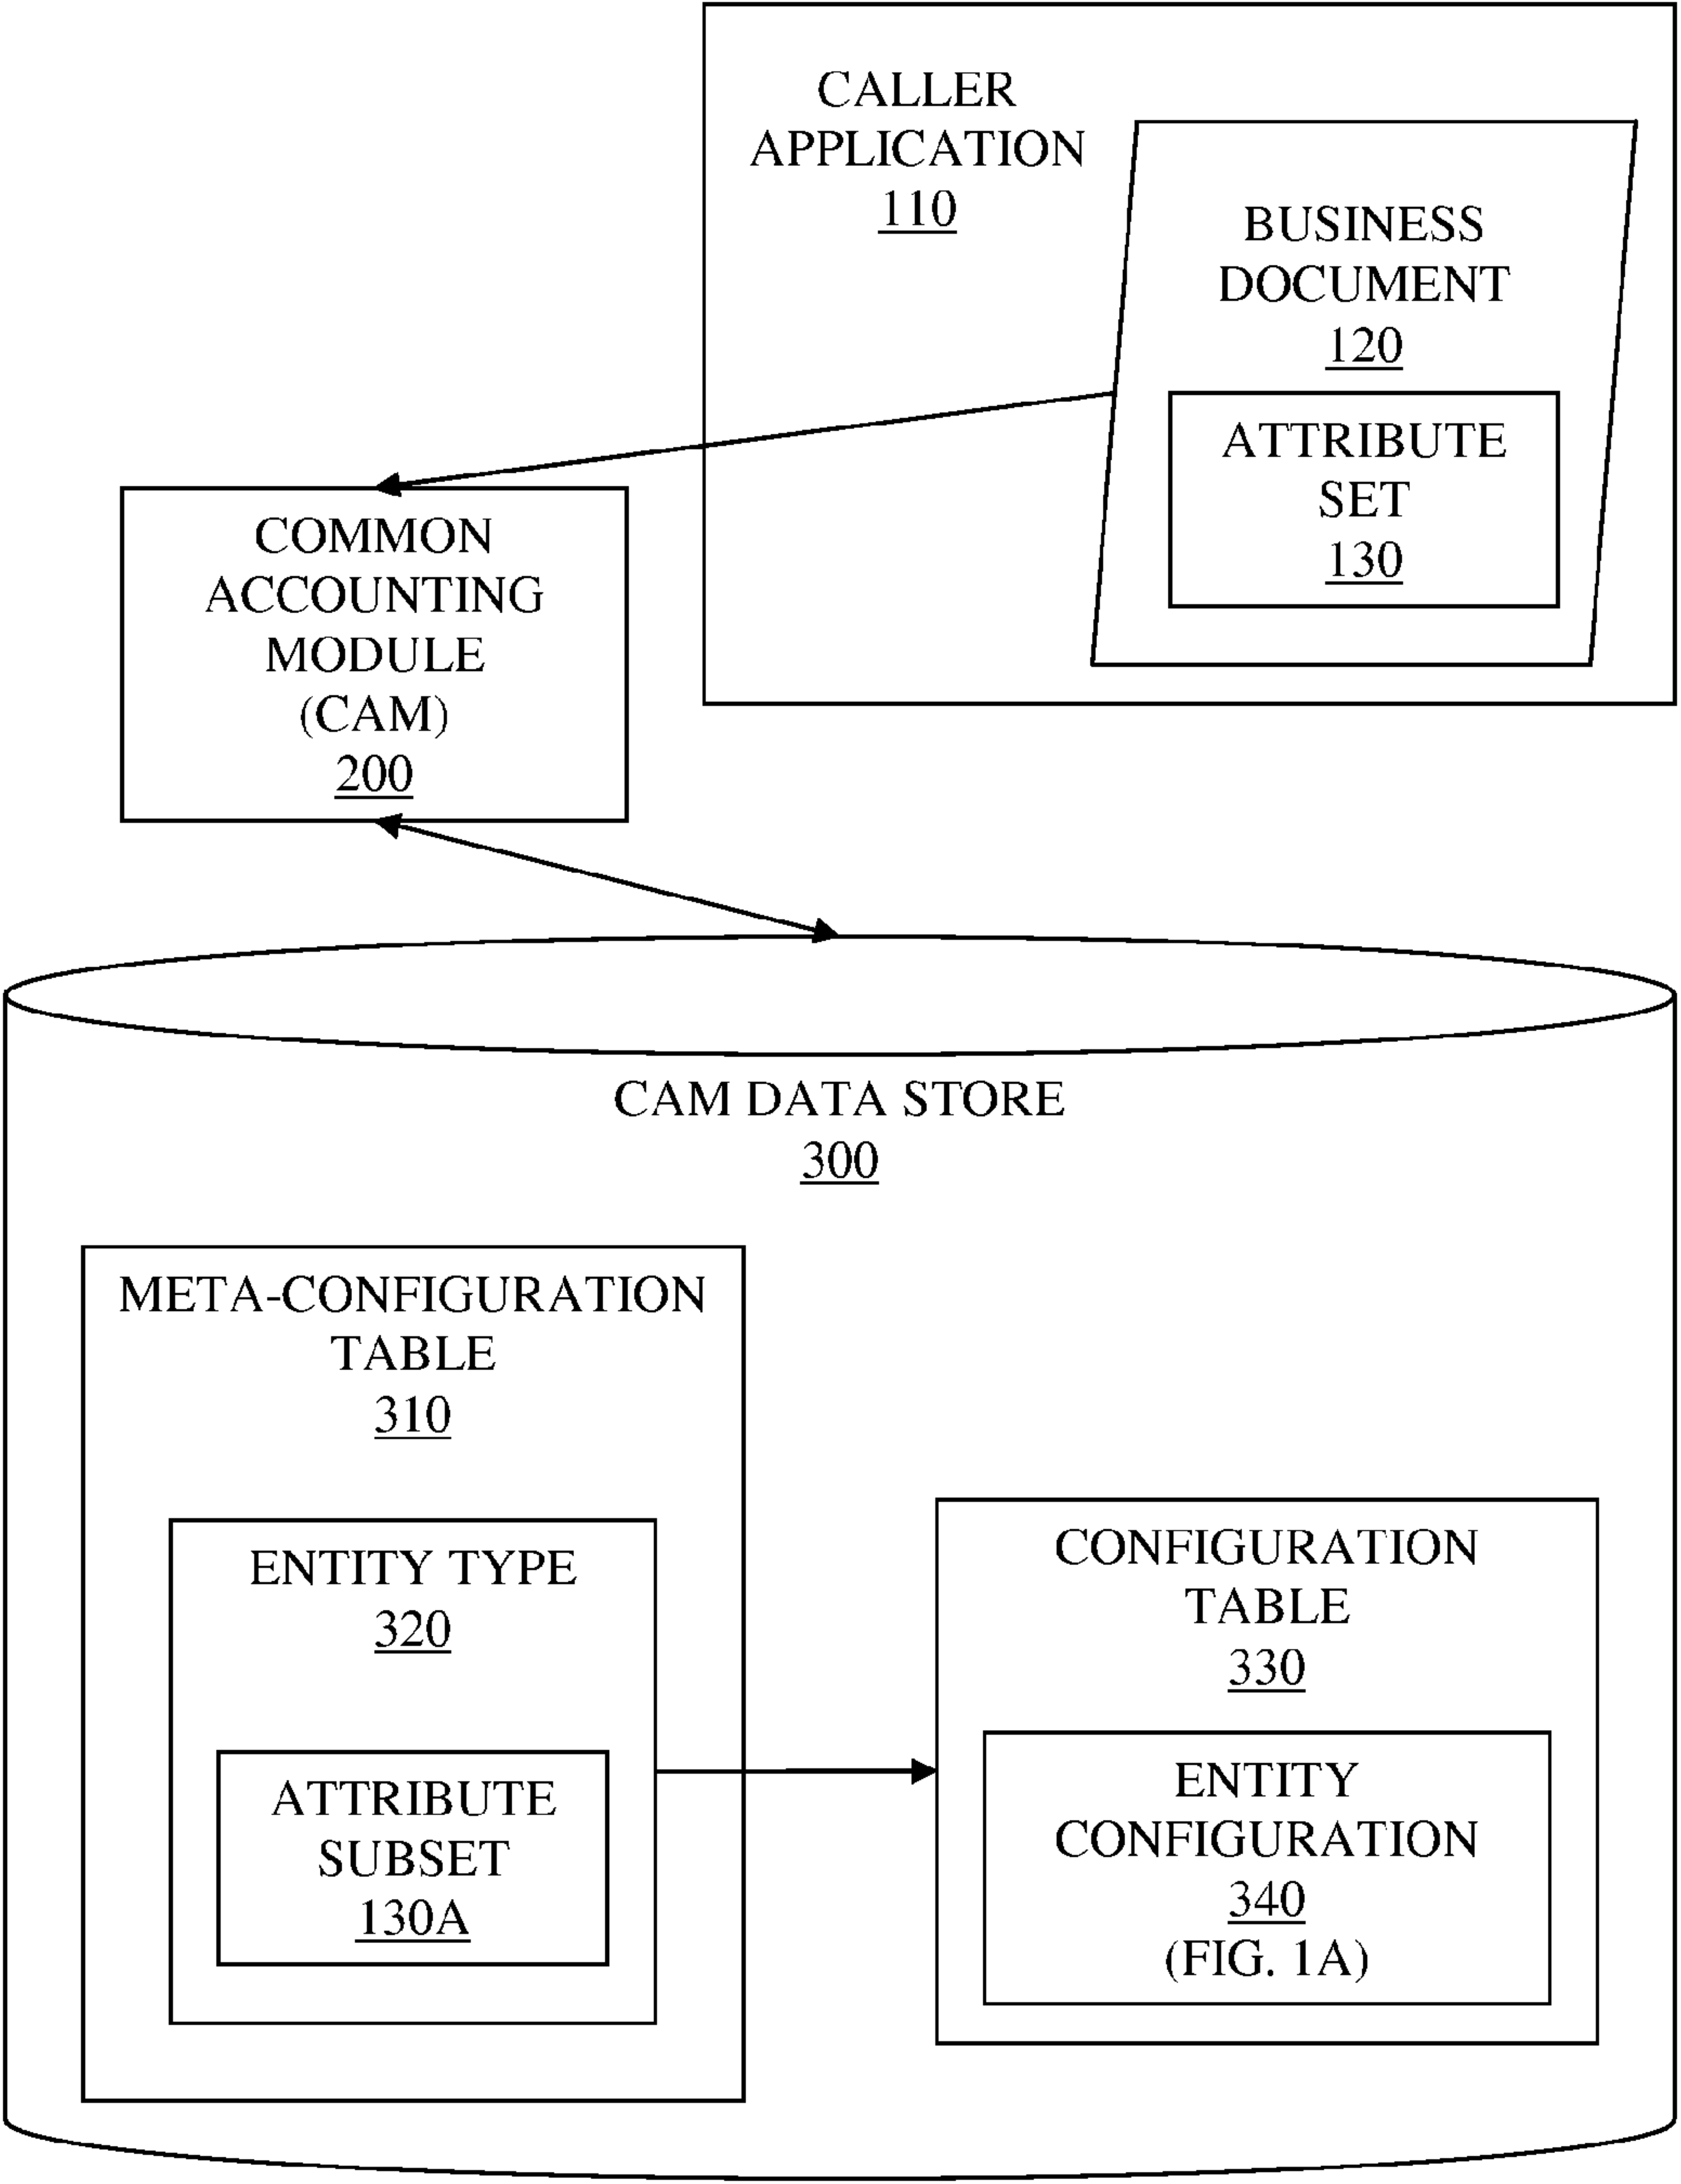 CALLER
APPLICATION
110
BUSINESS
DOCUMENT
120
ATTRIBUTE
SET
130
COMMON
ACCOUNTING
MODULE
(CAM)
200
CAM DATA STORE
300
META-CONFIGURATION
TABLE
310
ENTITY TYPE
320
ATTRIBUTE
SUBSET
130A
CONFIGURATION
TABLE
330
ENTITY
CONFIGURATION
340
(FIG. 1A)